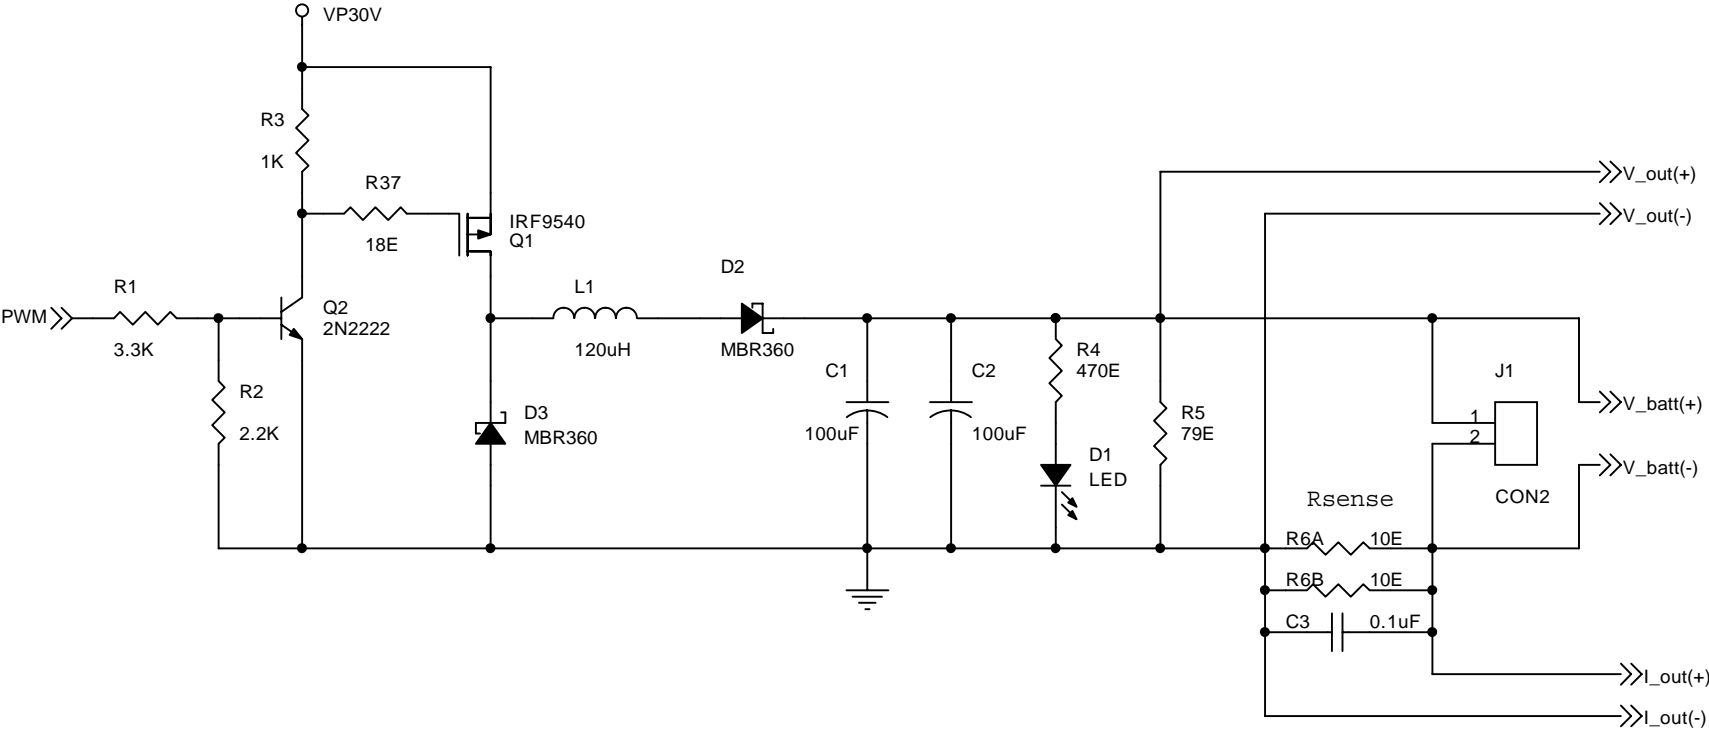 VP30V
R3
1K
R37
18E
IRF9540
Q1
V_out(+)
V_out(-)
PWM
R1
3.3K
Q2
2N2222
L1
120uH
D2
MBR360
R2
2.2K
D3
MBR360
C1
100uF
C2
100uF
R4
470E
D1
LED
R5
79E
J1
1
2
CON2
V_batt(+)
V_batt(-)
Rsense
R6A 10E
R6B 10E
C3 0.1uF
I_out(+)
I_out(-)